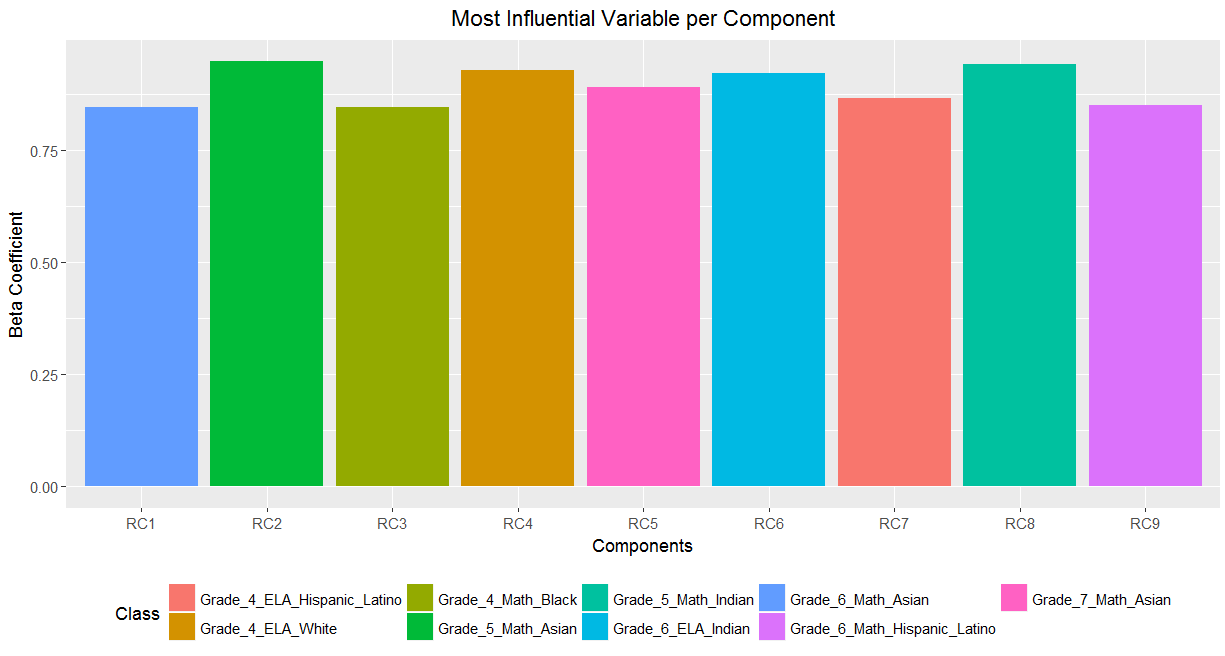 Most Influential Variable per Component
Beta Coefficient
0.75
0.50
0.25
0.00
RC1 RC2 RC3 RC4 RC5 RC6 RC7 RC8 RC9
Components
Class
Grade_4_ELA_Hispanic_Latino Grade_4_Math_Black Grade_5_Math_Indian Grade_6_Math_Asian Grade_7_Math_Asian
Grade_4_ELA_White Grade_5_Math_Asian Grade_6_ELA_Indian Grade_6_Math_Hispanic_Latino